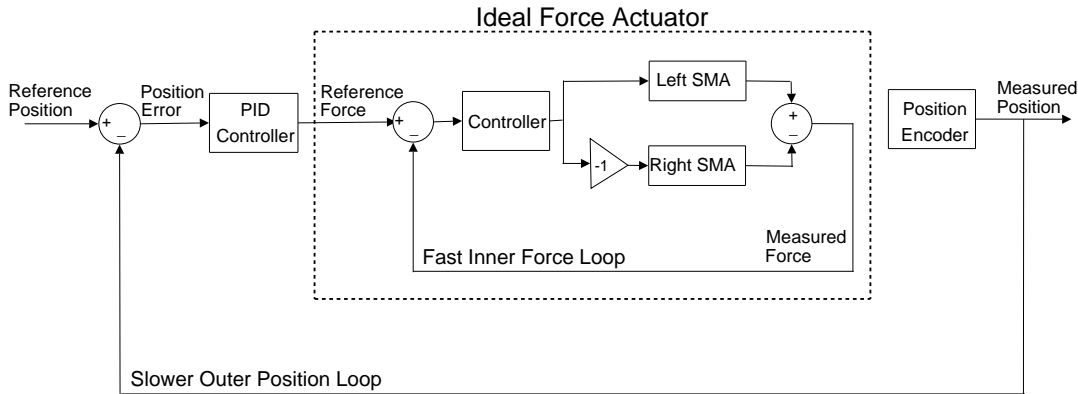 Ideal Force Actuator
Reference
Position
+
_
Position
Error
PID
Controller
Reference
Force
+
_
Controller
Left SMA
-1
Right SMA
+
_
Position
Encoder
Measured
Position
Measured
Force
Fast Inner Force Loop
Slower Outer Position Loop